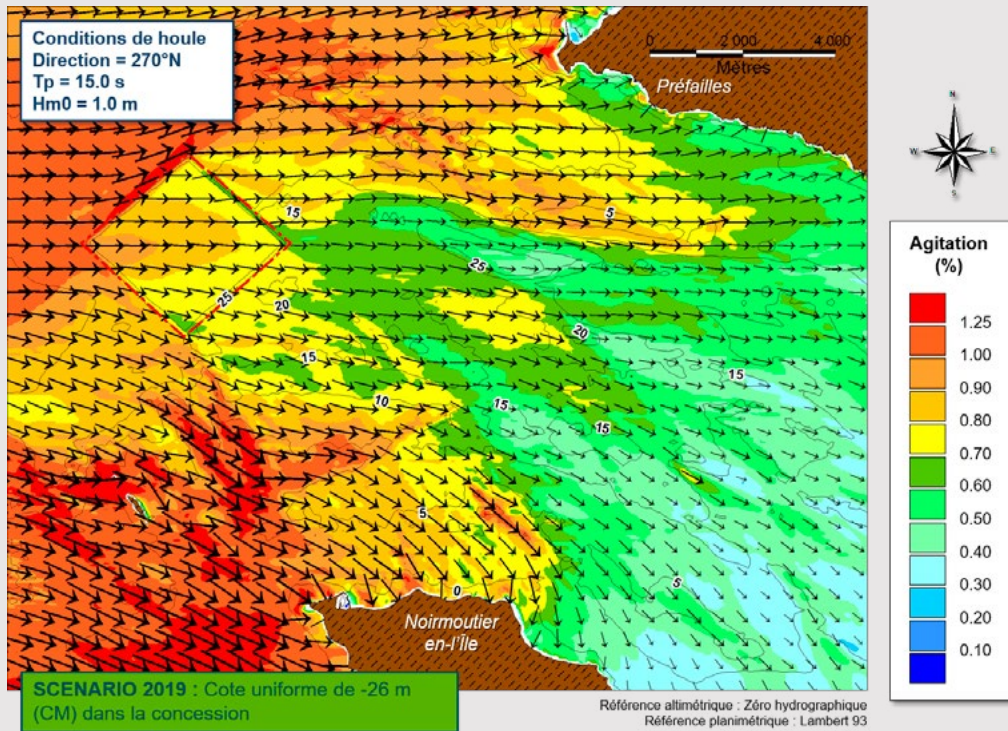 Conditions de houle
Direction = 270°N
Tp = 15.0 s
Hm0 = 1.0 m
0 2 000 4 000
Mètres
Préfailles
N
W E
S
15
5
25
25
20
20
15
15
10
15
15
5
5
0
Noirmoutier
en-l'Île
Agitation
(%)
1.25
1.00
0.90
0.80
0.70
0.60
0.50
0.40
0.30
0.20
0.10
SCENARIO 2019 : Cote uniforme de -26 m
(CM) dans la concession
Référence altimétrique : Zéro hydrographique
Référence planimétrique : Lambert 93